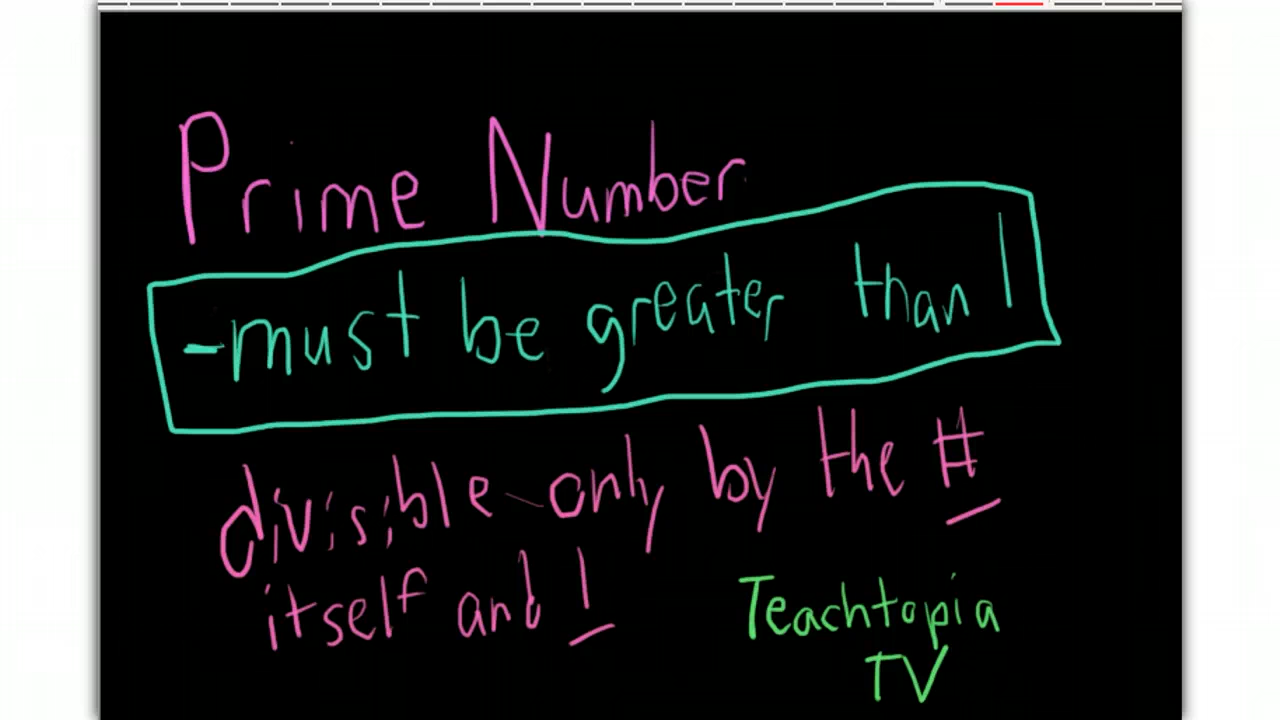 Prime Number
-must be greater than 1
divisible only by the #
itself and 1
Teachtopia
TV